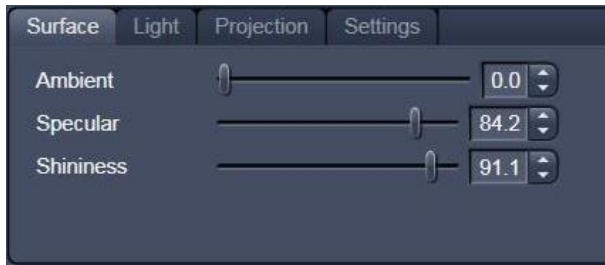 Surface Light Projection Settings
Ambient 0.0
Specular 84.2
Shininess 91.1